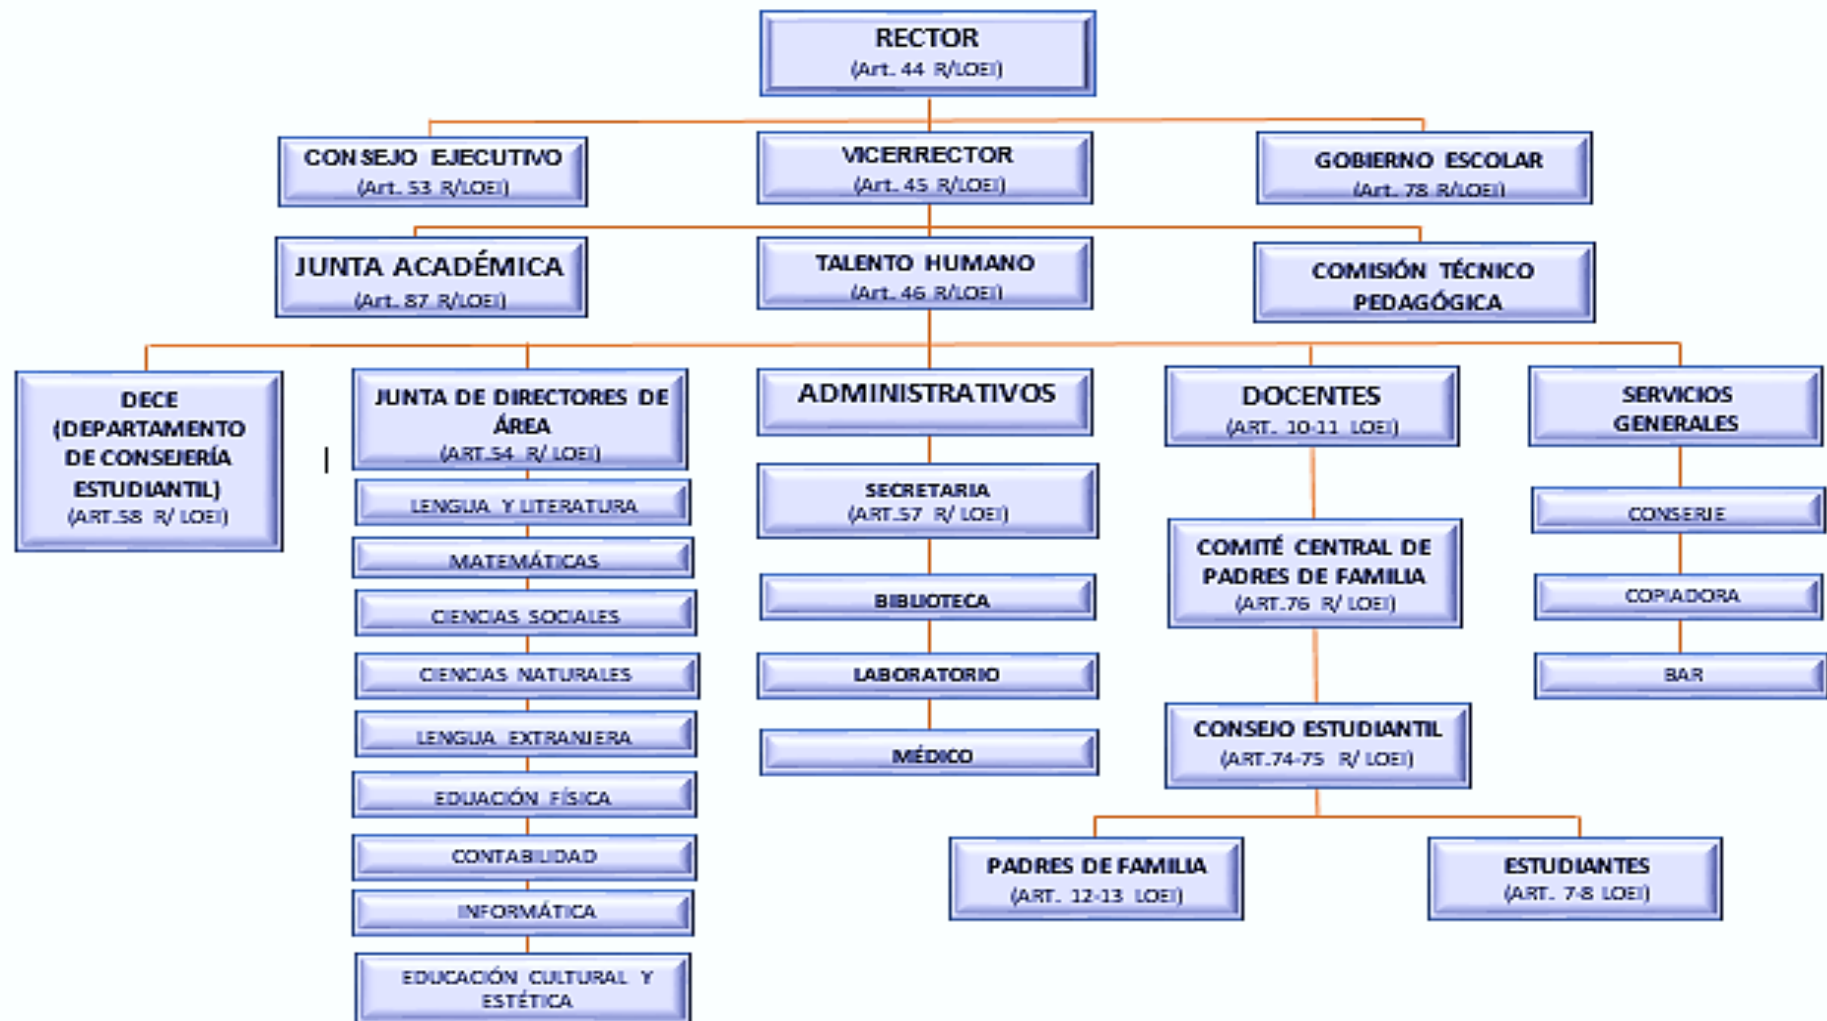 RECTOR
(Art. 44 R/LOEI)
CONSEJO EJECUTIVO
(Art. 53 R/LOEI)
VICERRECTOR
(Art. 45 R/LOEI)
GOBIERNO ESCOLAR
(Art. 78 R/LOEI)
JUNTA ACADÉMICA
(Art. 87 R/LOEI)
TALENTO HUMANO
(Art. 46 R/LOEI)
COMISIÓN TÉCNICO
PEDAGÓGICA
DECE
(DEPARTAMENTO
DE CONSEJERÍA
ESTUDIANTIL)
(ART.58 R/ LOEI)
JUNTA DE DIRECTORES DE
ÁREA
(ART.54 R/ LOEI)
LENGUA Y LITERATURA
MATEMÁTICAS
CIENCIAS SOCIALES
CIENCIAS NATURALES
LENGUA EXTRANJERA
EDUACIÓN FÍSICA
CONTABILIDAD
INFORMÁTICA
EDUCACIÓN CULTURAL Y
ESTÉTICA
ADMINISTRATIVOS
SECRETARIA
(ART.57 R/ LOEI)
BIBLIOTECA
LABORATORIO
MÉDICO
DOCENTES
(ART. 10-11 LOEI)
COMITÉ CENTRAL DE
PADRES DE FAMILIA
(ART.76 R/ LOEI)
CONSEJO ESTUDIANTIL
(ART.74-75 R/ LOEI)
PADRES DE FAMILIA
(ART. 12-13 LOEI)
ESTUDIANTES
(ART. 7-8 LOEI)
SERVICIOS
GENERALES
CONSERJE
COPIADORA
BAR